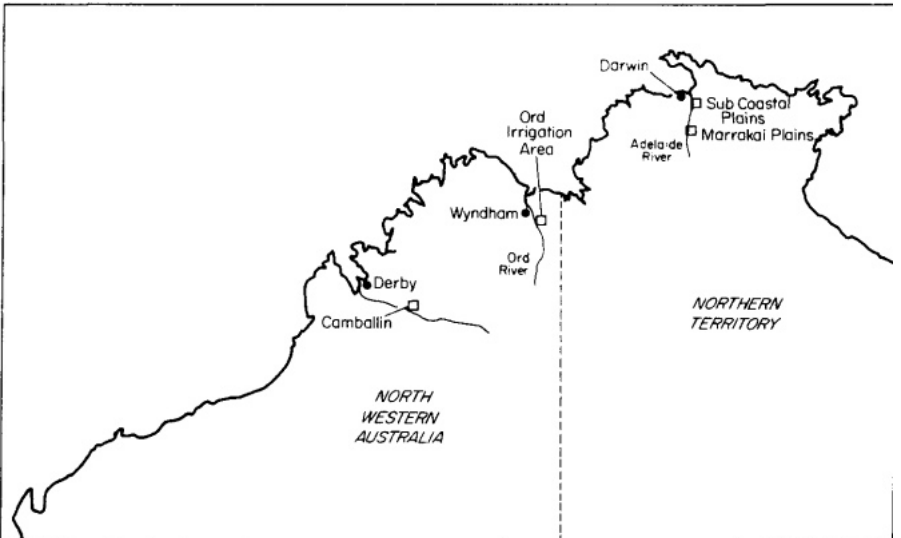 Darwin
Sub Coastal
Plains
Marrakai Plains
Adelaide
River
Ord
Irrigation
Area
Wyndham
Ord
River
Derby
Camballin
NORTHERN
TERRITORY
NORTH
WESTERN
AUSTRALIA